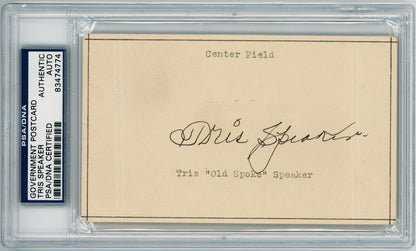 PSA/DNA
GOVERNMENT POSTCARD
TRIS SPEAKER
PSA/DNA CERTIFIED
AUTHENTIC
AUTO
83474774
Center Field
Tris Speaker
Tris "Old Spoke" Speaker